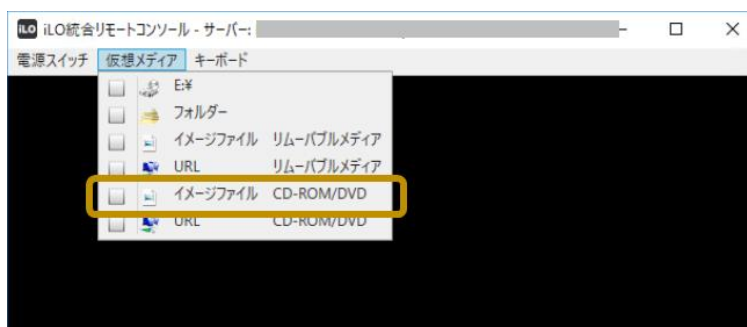 iLO iLO統合リモートコンソール - サーバー:
電源スイッチ 仮想メディア キーボード
E:¥
フォルダー
イメージファイル リムーバブルメディア
URL リムーバブルメディア
イメージファイル CD-ROM/DVD
URL CD-ROM/DVD